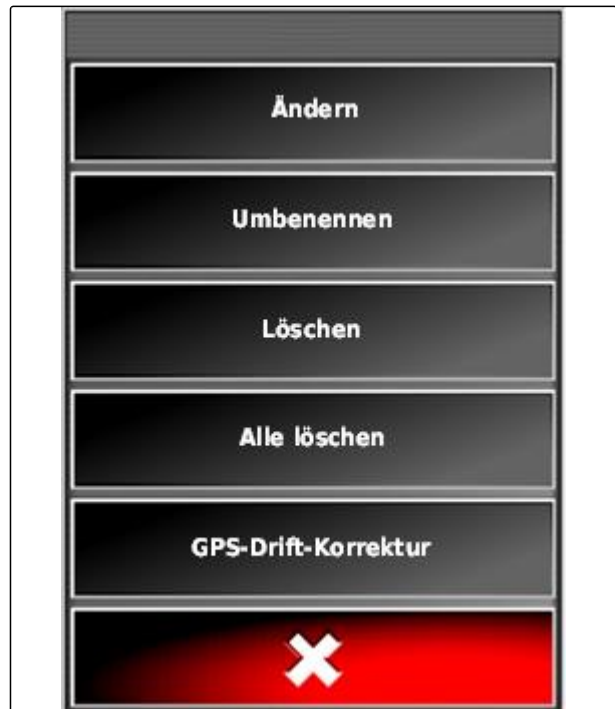 Ändern
Umbenennen
Löschen
Alle löschen
GPS-Drift-Korrektur